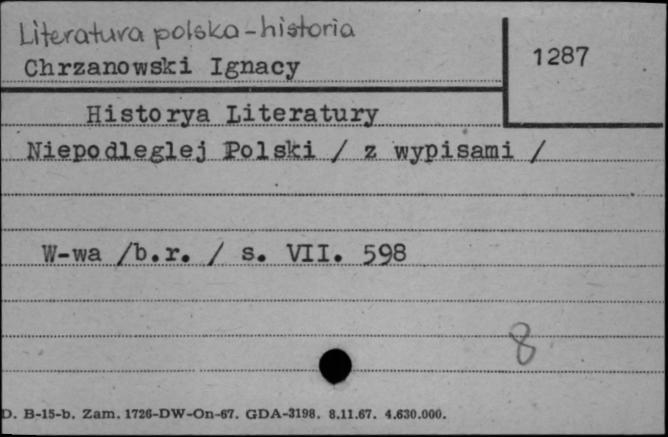 Literatura polska - historia
Chrzanowski Ignacy
1287
Historya Literatury
Niepodleglej Polski / z wypisami /
W-wa /b.r. / s. VII. 598
8
D. B-15-b. Zam. 1726-DW-On-67. GDA-3198. 8.11.67. 4.630.000.